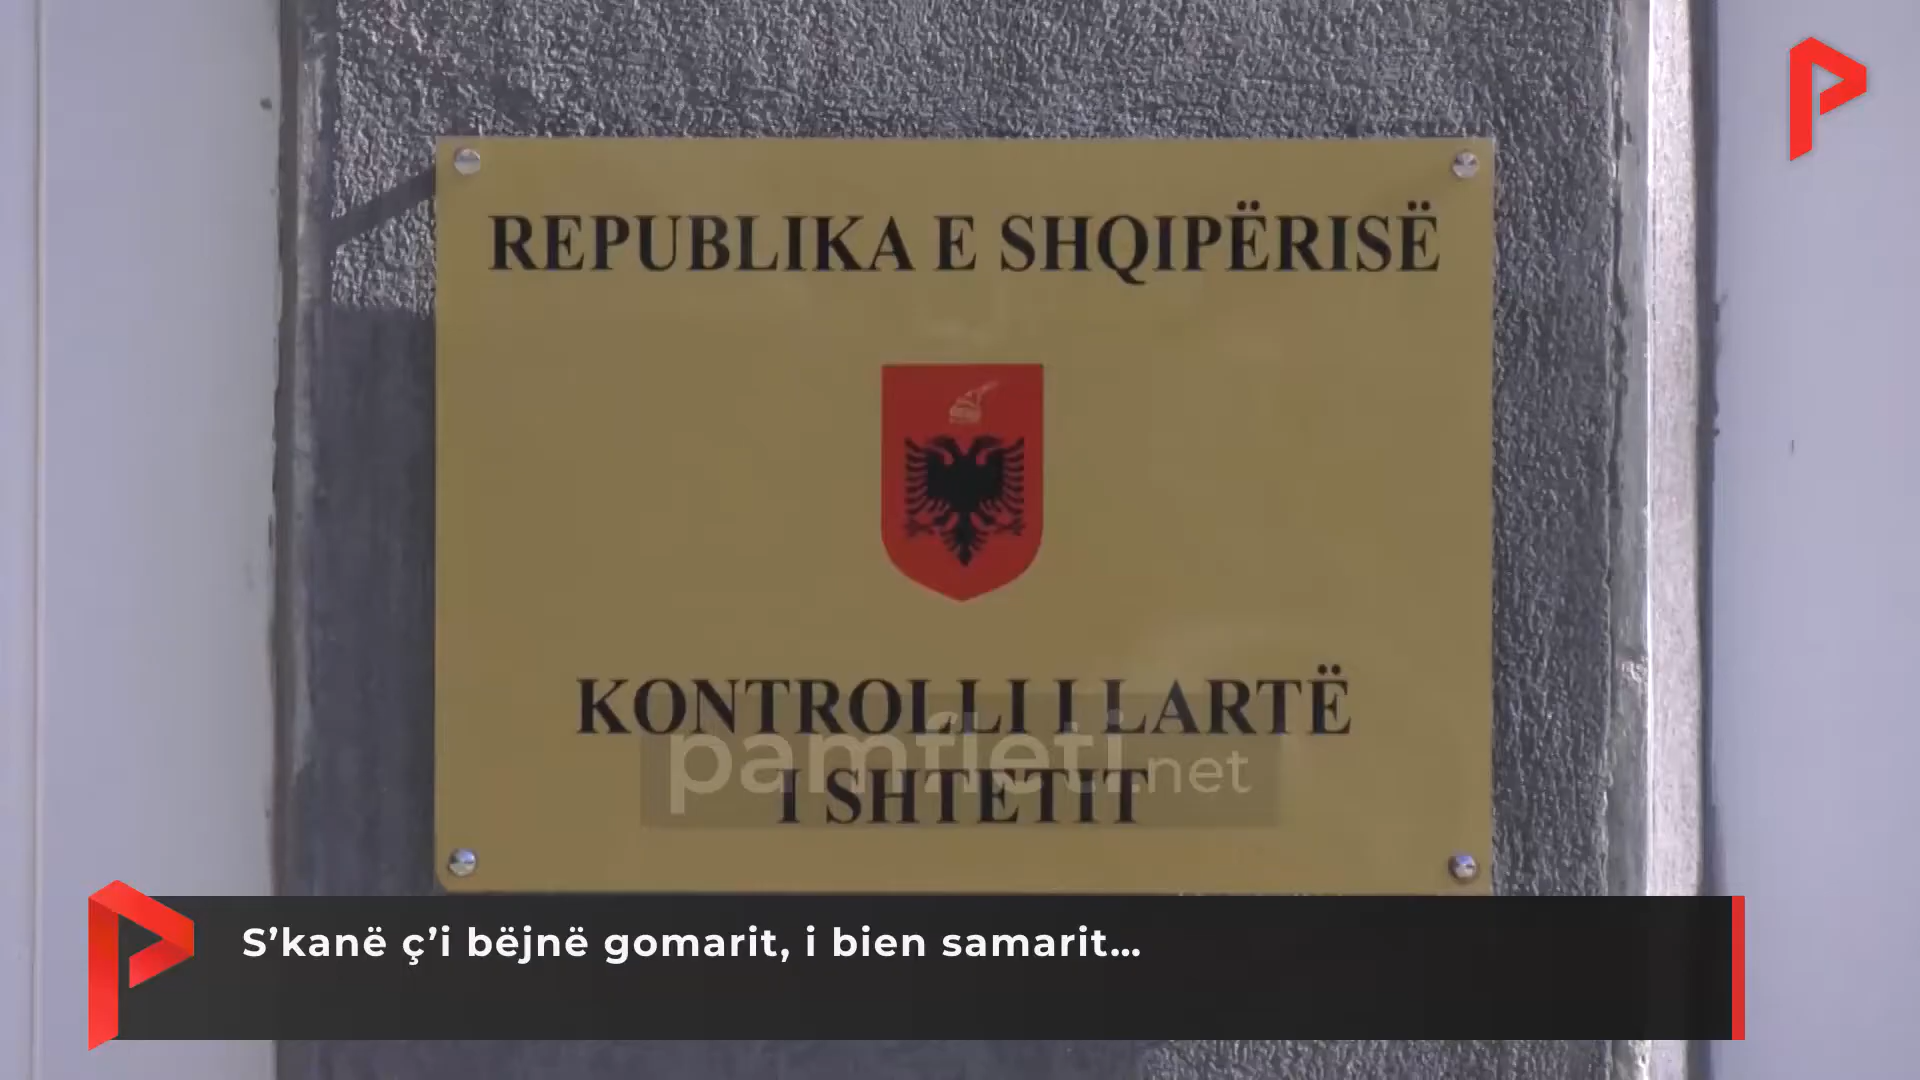 REPUBLIKA E SHQIPËRISË
KONTROLLI I LARTË
I SHTETIT
pamfleti.net
S’kanë ç’i bëjnë gomarit, i bien samarit...